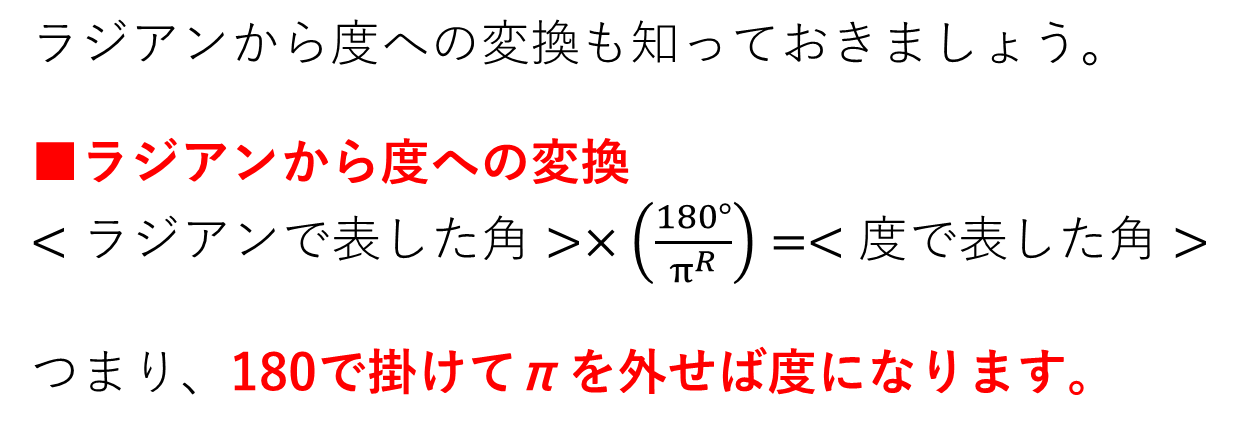 ラジアンから度への変換も知っておきましょう。
■ラジアンから度への変換
< ラジアンで表した角 >×(180°/π^R) =< 度で表した角 >
つまり、180で掛けてπを外せば度になります。